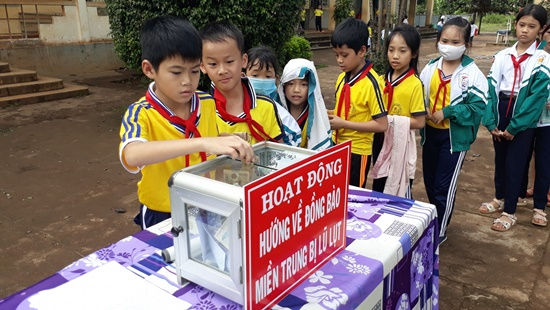 HOẠT ĐỘNG
HƯỚNG VỀ ĐỒNG BÀO
MIỀN TRUNG BỊ LŨ LỤT